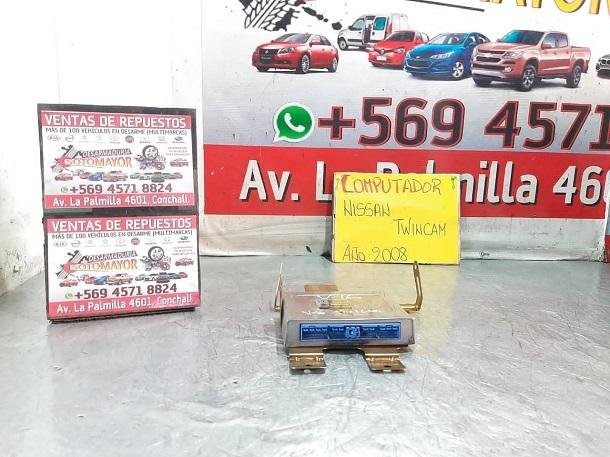 +569 4571
Av. La Palmilla 460
VENTAS DE REPUESTOS
MÁS DE 100 VEHÍCULOS EN DESARME (MULTIMARCAS)
DESARMADURIA
SOTOMAYOR
+569 4571 8824
Av. La Palmilla 4601, Conchalí.
VENTAS DE REPUESTOS
MÁS DE 100 VEHÍCULOS EN DESARME (MULTIMARCAS)
DESARMADURIA
SOTOMAYOR
+569 4571 8824
Av. La Palmilla 4601, Conchalí.
COMPUTADOR
NISSAN
TWINCAM
AÑO:2008